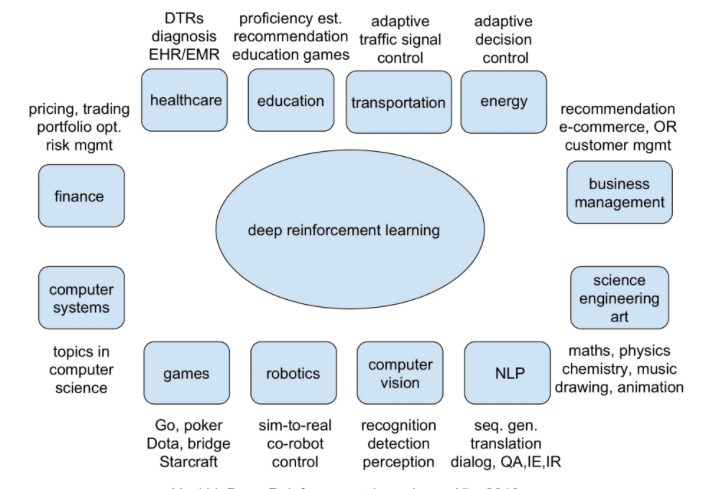 DTRs
diagnosis
EHR/EMR
healthcare
proficiency est.
recommendation
education games
education
adaptive
traffic signal
control
transportation
adaptive
decision
control
energy
pricing, trading
portfolio opt.
risk mgmt
finance
recommendation
e-commerce, OR
customer mgmt
business
management
deep reinforcement learning
computer
systems
topics in
computer
science
science
engineering
art
maths, physics
chemistry, music
drawing, animation
games
Go, poker
Dota, bridge
Starcraft
robotics
sim-to-real
co-robot
control
computer
vision
recognition
detection
perception
NLP
seq. gen.
translation
dialog, QA,IE,IR